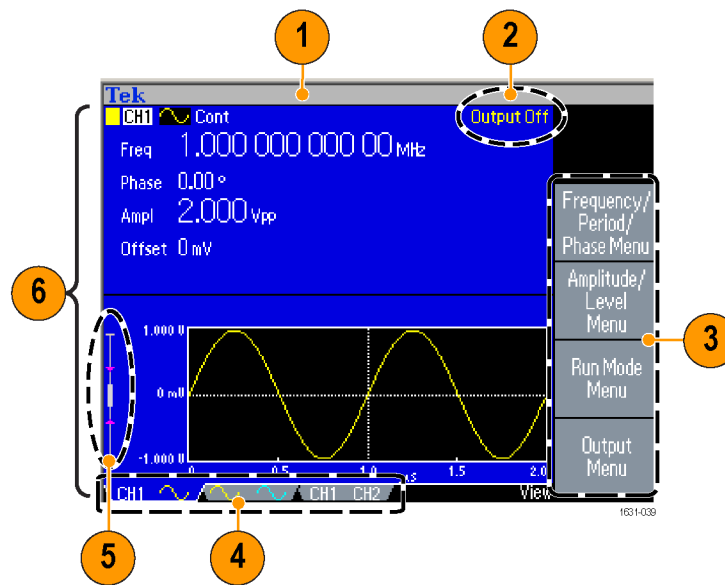 1
2
Tek
CH1 Cont
Output Off
Freq 1.000 000 000 00 MHz
Phase 0.00 °
Ampl 2.000 Vpp
Offset 0 mV
Frequency/
Period/
Phase Menu
Amplitude/
Level
Menu
Run Mode
Menu
Output
Menu
3
6
1.000 U
0 mU
-1.000 U
0 0.5 1.0 1.5 2.0
µs
CH1 CH1 CH2 View
1631-039
5
4